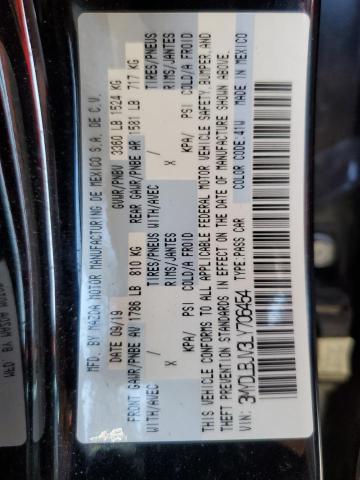 MFD BY MAZDA MOTOR MANUFACTURING DE MEXICO S.A. DE C.V.
DATE 09/19 GVWR/PNBV 3360 LB 1524 KG
FRONT GAWR/PNBE AV 1786 LB 810 KG REAR GAWR/PNBE AR 1581 LB 717 KG
WITH/AVEC / TIRES/PNEUS WITH/AVEC / TIRES/PNEUS
X RIMS/JANTES X RIMS/JANTES
KPA/ PSI COLD/A FROID KPA/ PSI COLD/A FROID
THIS VEHICLE CONFORMS TO ALL APPLICABLE FEDERAL MOTOR VEHICLE SAFETY, BUMPER, AND
THEFT PREVENTION STANDARDS IN EFFECT ON THE DATE OF MANUFACTURE SHOWN ABOVE.
VIN: TYPE: PASS CAR COLOR CODE: 41W MADE IN MEXICO